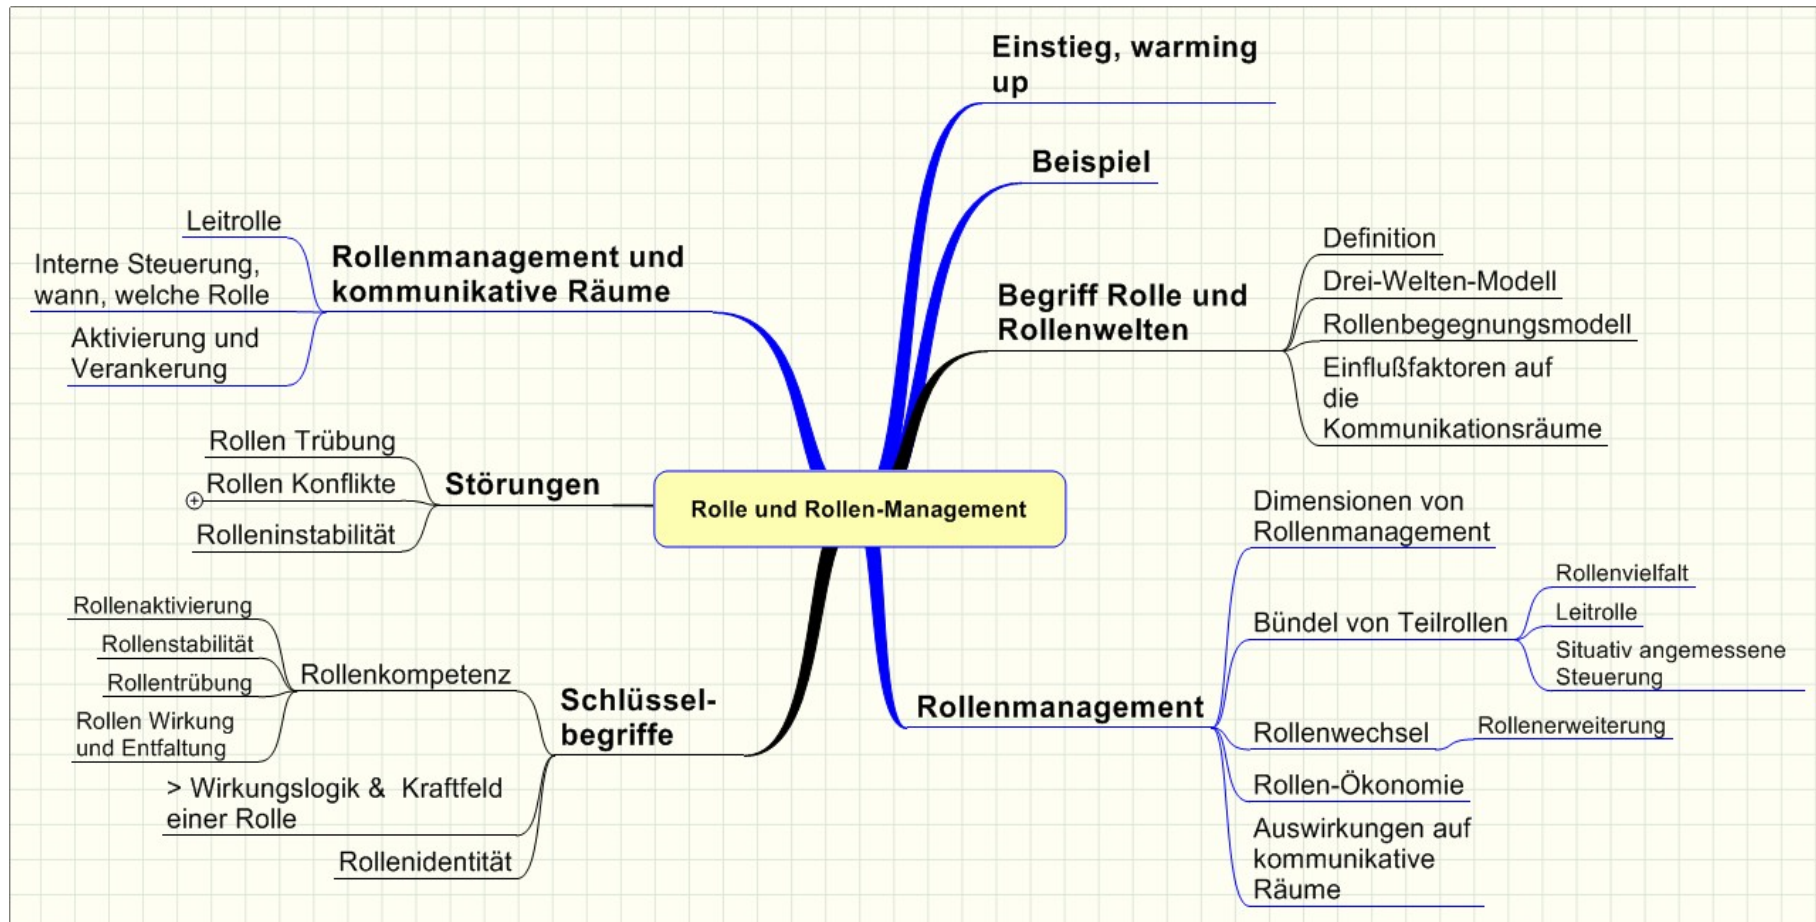 Rolle und Rollen-Management
Einstieg, warming
up
Beispiel
Begriff Rolle und
Rollenwelten
Definition
Drei-Welten-Modell
Rollenbegegnungsmodell
Einflußfaktoren auf
die
Kommunikationsräume
Rollenmanagement
Dimensionen von
Rollenmanagement
Bündel von Teilrollen
Rollenvielfalt
Leitrolle
Situativ angemessene
Steuerung
Rollenwechsel
Rollenerweiterung
Rollen-Ökonomie
Auswirkungen auf
kommunikative
Räume
Schlüssel-
begriffe
Rollenkompetenz
Rollenaktivierung
Rollenstabilität
Rollentrübung
Rollen Wirkung
und Entfaltung
> Wirkungslogik &  Kraftfeld
einer Rolle
Rollenidentität
Störungen
Rollen Trübung
Rollen Konflikte
Rolleninstabilität
Rollenmanagement und
kommunikative Räume
Leitrolle
Interne Steuerung,
wann, welche Rolle
Aktivierung und
Verankerung